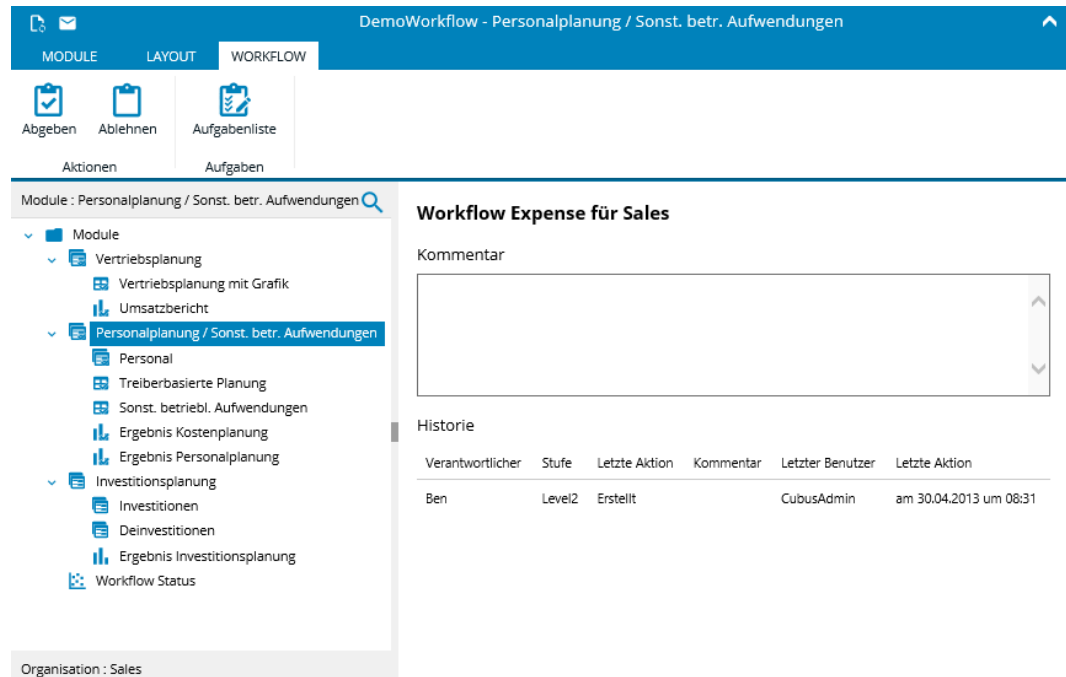 DemoWorkflow - Personalplanung / Sonst. betr. Aufwendungen
MODULE LAYOUT WORKFLOW
Abgeben Ablehnen Aufgabenliste
Aktionen Aufgaben
Module : Personalplanung / Sonst. betr. Aufwendungen
Module
Vertriebsplanung
Vertriebsplanung mit Grafik
Umsatzbericht
Personalplanung / Sonst. betr. Aufwendungen
Personal
Treiberbasierte Planung
Sonst. betriebl. Aufwendungen
Ergebnis Kostenplanung
Ergebnis Personalplanung
Investitionsplanung
Investitionen
Deinvestitionen
Ergebnis Investitionsplanung
Workflow Status
Organisation : Sales
Workflow Expense für Sales
Kommentar
Historie
Verantwortlicher Stufe Letzte Aktion Kommentar Letzter Benutzer Letzte Aktion
Ben Level2 Erstellt CubusAdmin am 30.04.2013 um 08:31